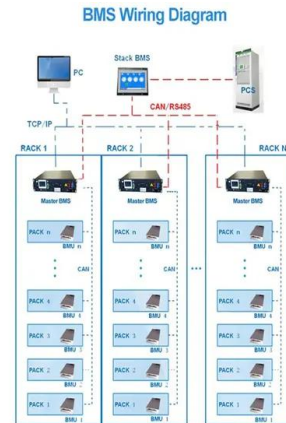 BMS Wiring Diagram
PC
Stack BMS
PCS
CAN/RS485
TCP/IP
RACK 1
RACK 2
RACK N
Master BMS
Master BMS
Master BMS
PACK n
BMU n
PACK n
BMU n
PACK n
BMU n
CAN
CAN
CAN
PACK 4
BMU 4
PACK 4
BMU 4
PACK 4
BMU 4
PACK 3
BMU 3
PACK 3
BMU 3
PACK 3
BMU 3
PACK 2
BMU 2
PACK 2
BMU 2
PACK 2
BMU 2
PACK 1
BMU 1
PACK 1
BMU 1
PACK 1
BMU 1